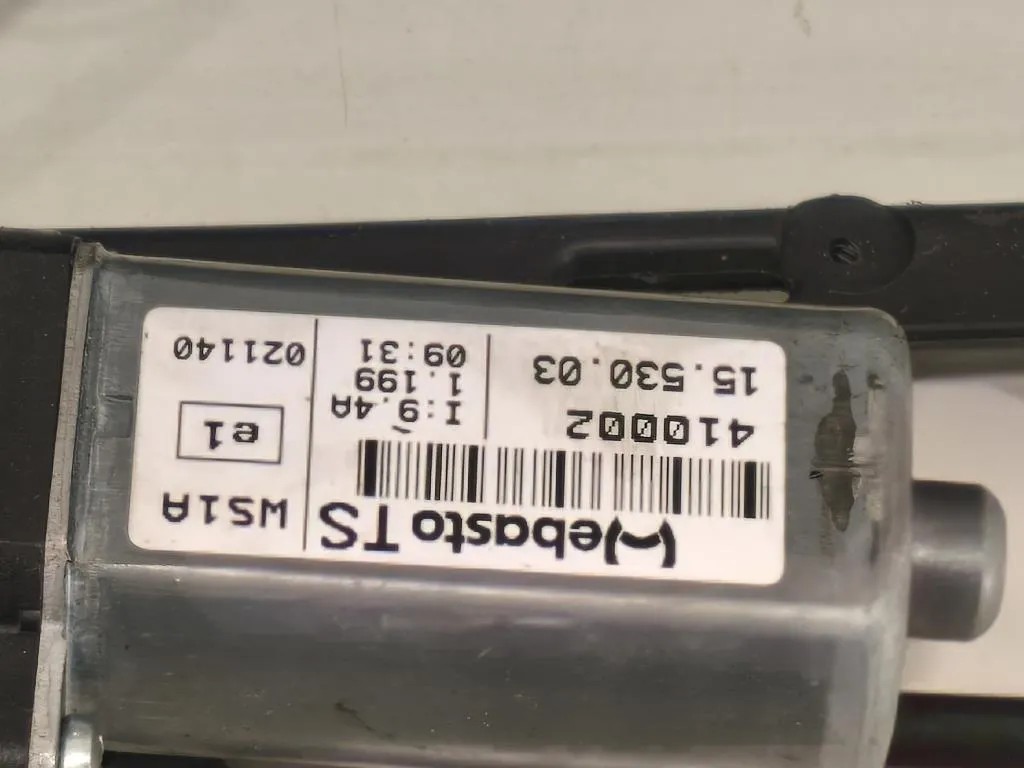 Webasto TS
410002
15.530.03
I:9.4A
1.199
09:31
WS1A
e1
021140